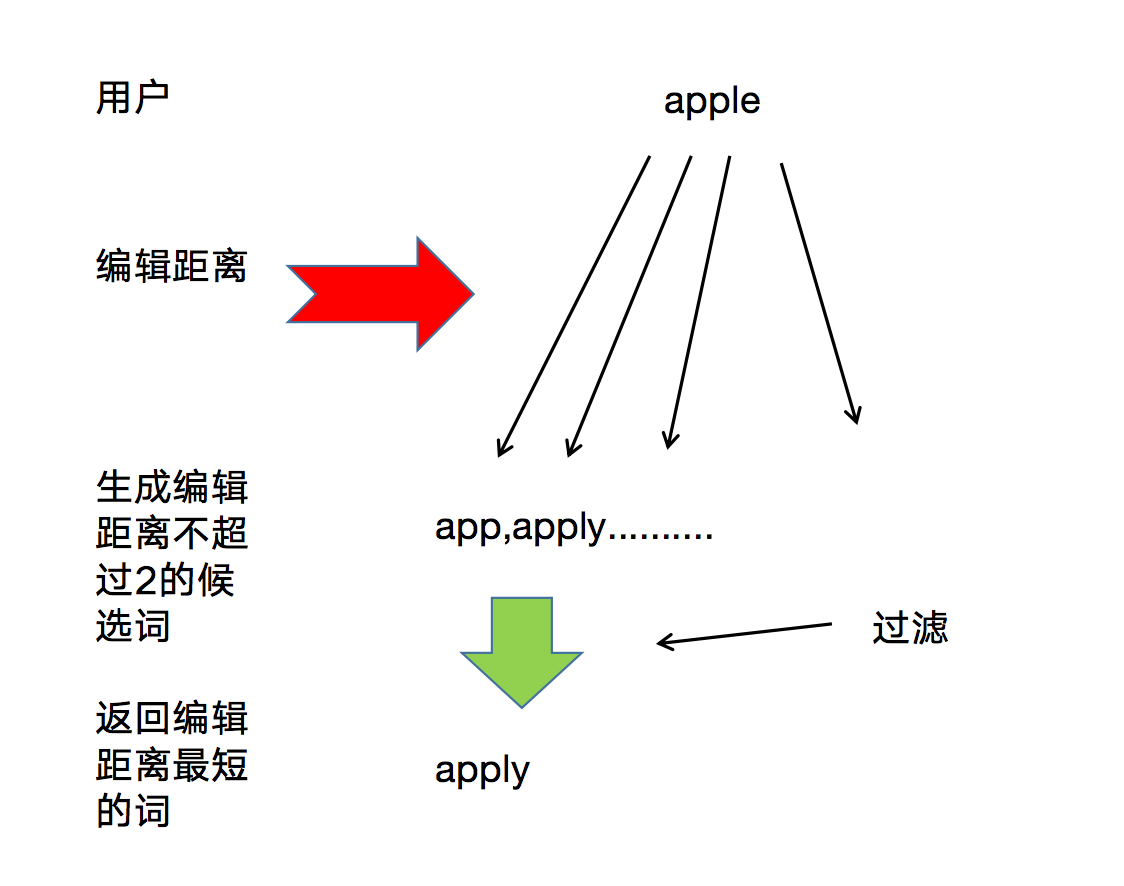 用户
apple
编辑距离
生成编辑
距离不超
过2的候
选词
app,apply..........
过滤
返回编辑
距离最短
的词
apply